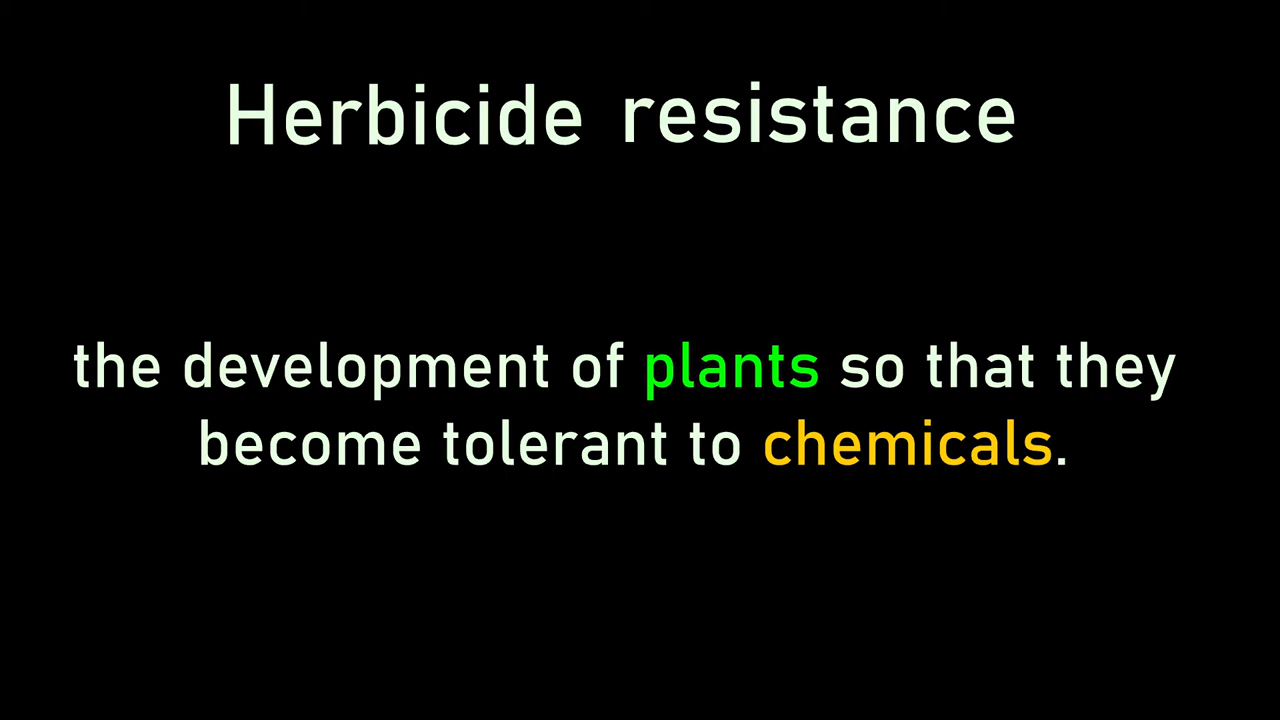 Herbicide resistance
the development of plants so that they
become tolerant to chemicals.